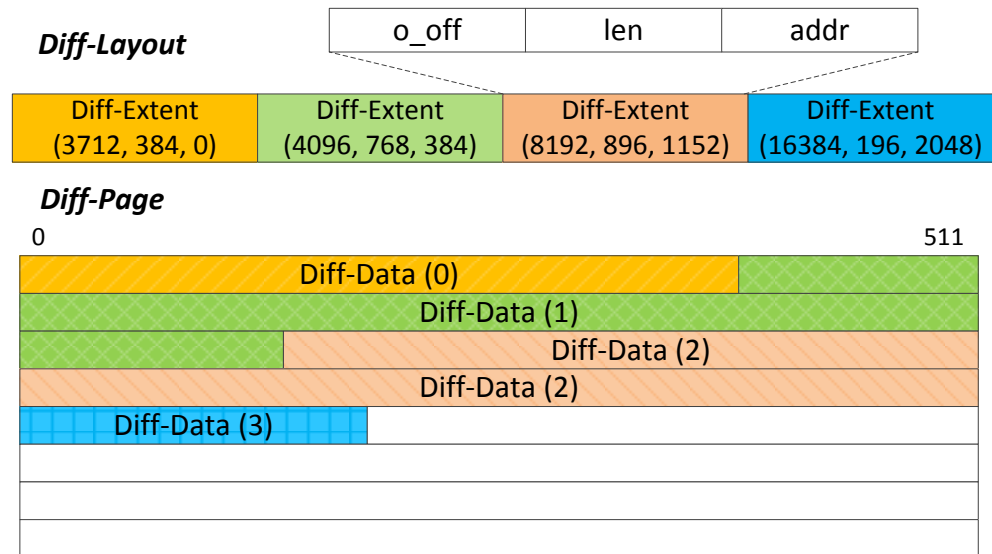 o_off len addr
Diff-Layout
Diff-Extent Diff-Extent Diff-Extent Diff-Extent
(3712, 384, 0) (4096, 768, 384) (8192, 896, 1152) (16384, 196, 2048)
Diff-Page
0 511
Diff-Data (0)
Diff-Data (1)
Diff-Data (2)
Diff-Data (2)
Diff-Data (3)